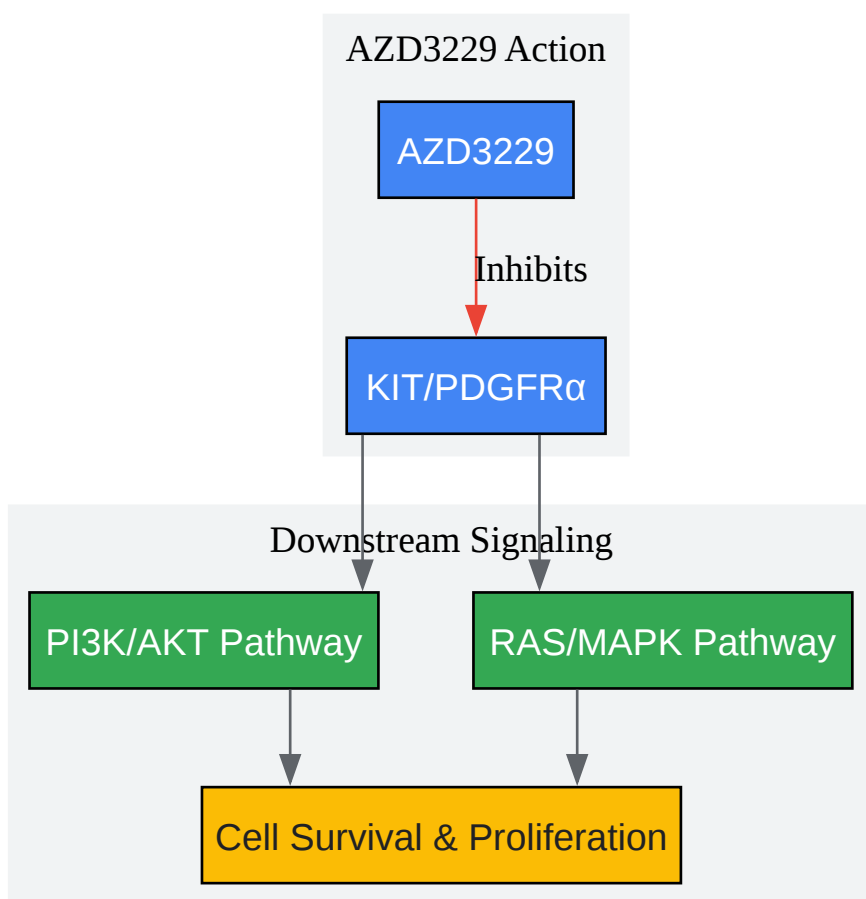 AZD3229 Action
AZD3229
Inhibits
KIT/PDGFRα
Downstream Signaling
PI3K/AKT Pathway
RAS/MAPK Pathway
Cell Survival & Proliferation